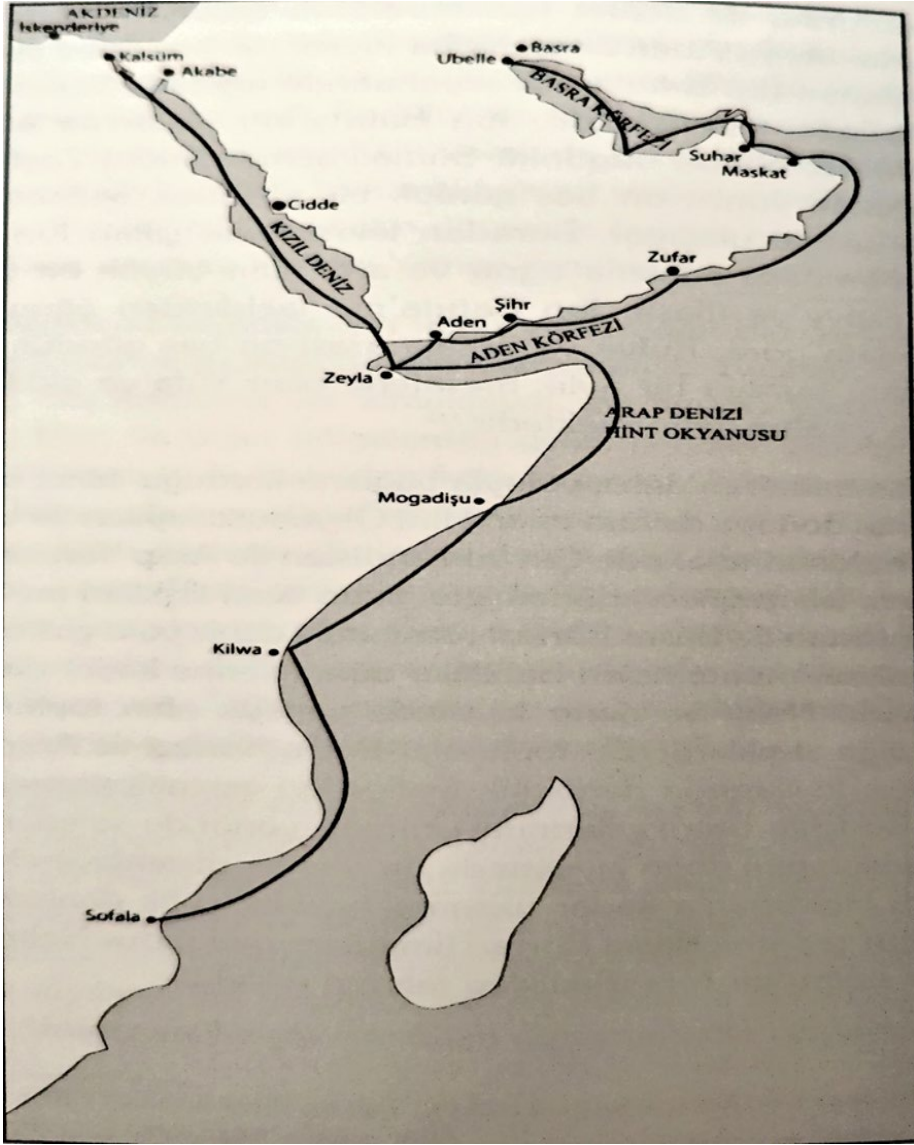 AKDENİZ
İskenderiye
Kalsum
Akabe
Basra
Ubelle
BASRA KÖRFEZİ
Suhar
Maskat
Cidde
KIZIL DENİZ
Zufar
Şihr
Aden
ADEN KÖRFEZİ
Zeyla
ARAP DENİZİ
HİNT OKYANUSU
Mogadişu
Kilwa
Sofala